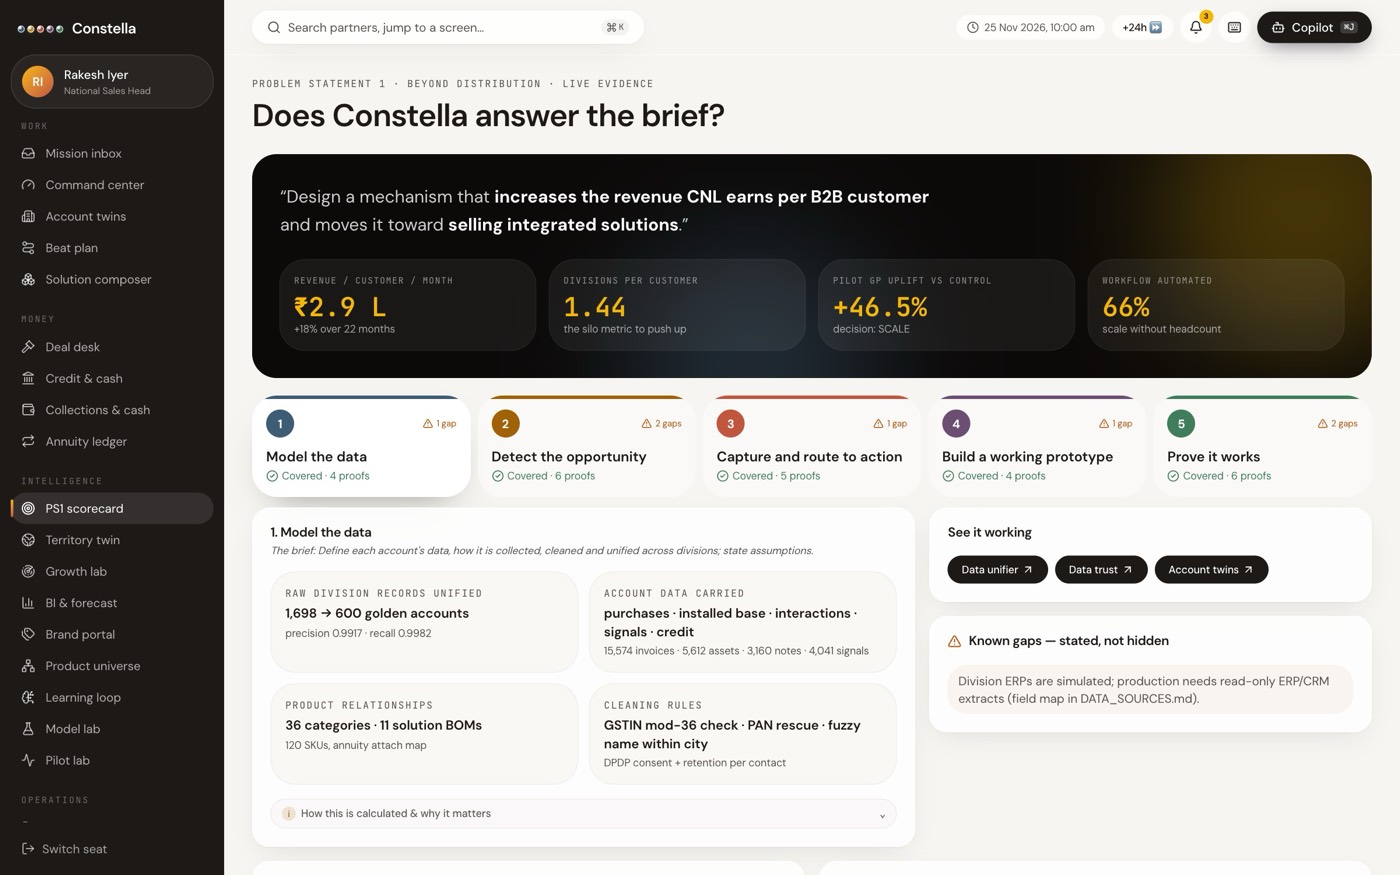 Constella
RI
Rakesh Iyer
National Sales Head
WORK
Mission inbox
Command center
Account twins
Beat plan
Solution composer
MONEY
Deal desk
Credit & cash
Collections & cash
Annuity ledger
INTELLIGENCE
PS1 scorecard
Territory twin
Growth lab
BI & forecast
Brand portal
Product universe
Learning loop
Model lab
Pilot lab
OPERATIONS
Switch seat
Search partners, jump to a screen...
⌘K
25 Nov 2026, 10:00 am
+24h ⏩
3
Copilot
⌘J
PROBLEM STATEMENT 1 · BEYOND DISTRIBUTION · LIVE EVIDENCE
Does Constella answer the brief?
“Design a mechanism that increases the revenue CNL earns per B2B customer
and moves it toward selling integrated solutions.”
REVENUE / CUSTOMER / MONTH
₹2.9 L
+18% over 22 months
DIVISIONS PER CUSTOMER
1.44
the silo metric to push up
PILOT GP UPLIFT VS CONTROL
+46.5%
decision: SCALE
WORKFLOW AUTOMATED
66%
scale without headcount
1
1 gap
Model the data
Covered · 4 proofs
2
2 gaps
Detect the opportunity
Covered · 6 proofs
3
1 gap
Capture and route to action
Covered · 5 proofs
4
1 gap
Build a working prototype
Covered · 4 proofs
5
2 gaps
Prove it works
Covered · 6 proofs
1. Model the data
The brief: Define each account's data, how it is collected, cleaned and unified across divisions; state assumptions.
RAW DIVISION RECORDS UNIFIED
1,698 → 600 golden accounts
precision 0.9917 · recall 0.9982
ACCOUNT DATA CARRIED
purchases · installed base · interactions ·
signals · credit
15,574 invoices · 5,612 assets · 3,160 notes · 4,041 signals
PRODUCT RELATIONSHIPS
36 categories · 11 solution BOMs
120 SKUs, annuity attach map
CLEANING RULES
GSTIN mod-36 check · PAN rescue · fuzzy
name within city
DPDP consent + retention per contact
i How this is calculated & why it matters
See it working
Data unifier ↗
Data trust ↗
Account twins ↗
Known gaps — stated, not hidden
Division ERPs are simulated; production needs read-only ERP/CRM
extracts (field map in DATA_SOURCES.md).